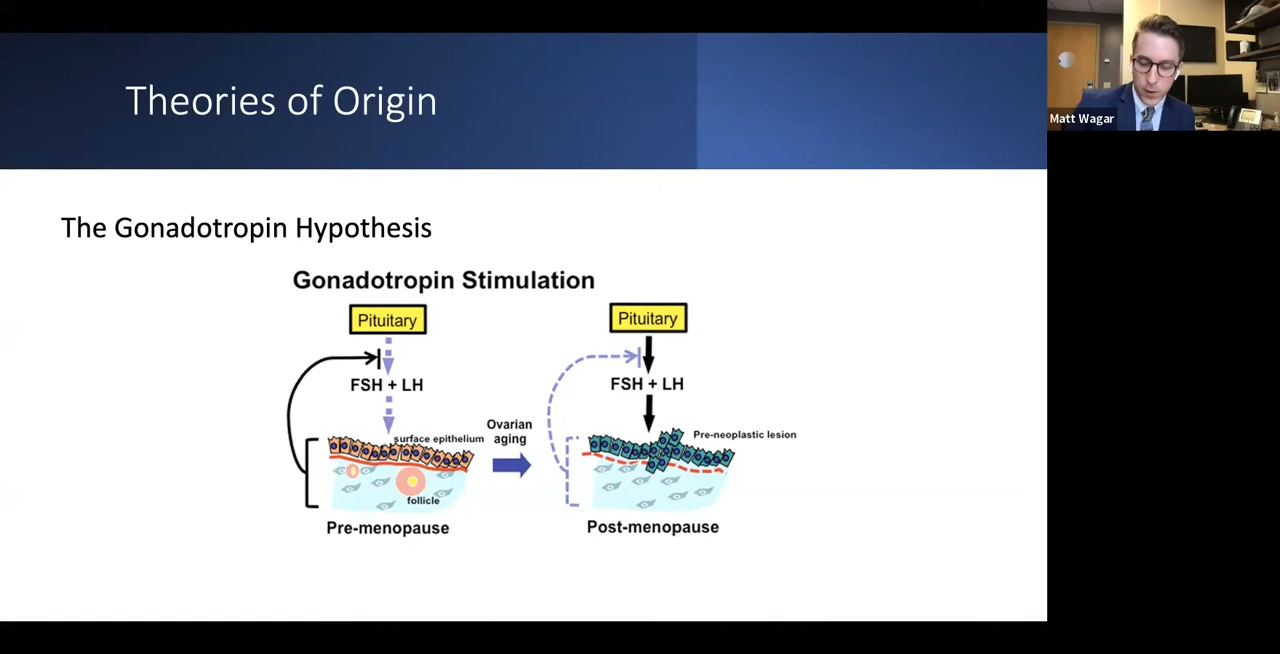 Theories of Origin
Matt Wagar
The Gonadotropin Hypothesis
Gonadotropin Stimulation
Pituitary
Pituitary
FSH + LH
FSH + LH
Ovarian
aging
surface epithelium
Pre-neoplastic lesion
follicle
Pre-menopause
Post-menopause